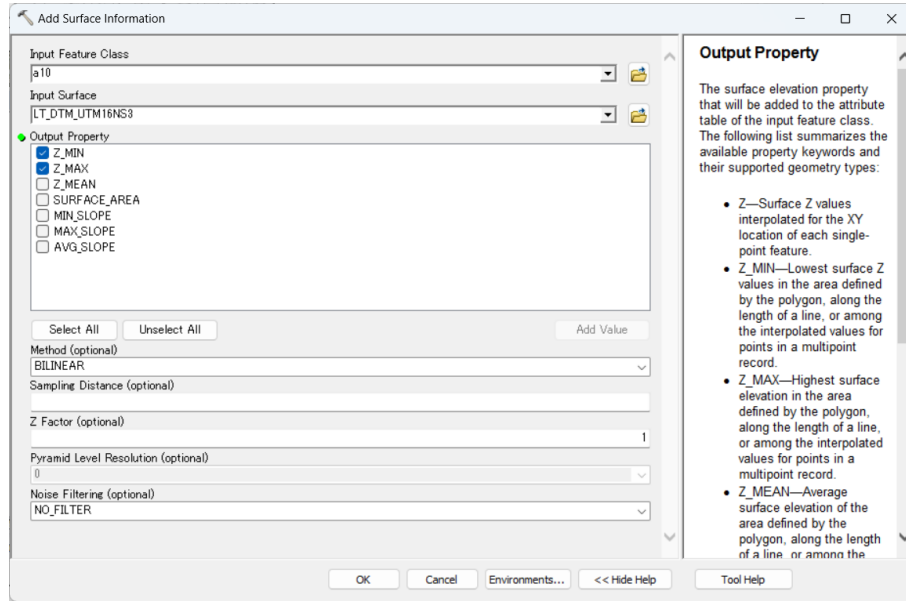 Add Surface Information
Input Feature Class
a10
Input Surface
LT_DTM_UTM16NS3
Output Property
Z_MIN
Z_MAX
Z_MEAN
SURFACE_AREA
MIN_SLOPE
MAX_SLOPE
AVG_SLOPE
Select All
Unselect All
Add Value
Method (optional)
BILINEAR
Sampling Distance (optional)
Z Factor (optional)
1
Pyramid Level Resolution (optional)
0
Noise Filtering (optional)
NO_FILTER
Output Property
The surface elevation property
that will be added to the attribute
table of the input feature class.
The following list summarizes the
available property keywords and
their supported geometry types:
• Z—Surface Z values
interpolated for the XY
location of each single-
point feature.
• Z_MIN—Lowest surface Z
values in the area defined
by the polygon, along the
length of a line, or among
the interpolated values for
points in a multipoint
record.
• Z_MAX—Highest surface
elevation in the area
defined by the polygon,
along the length of a line,
or among the interpolated
values for points in a
multipoint record.
• Z_MEAN—Average
surface elevation of the
area defined by the
polygon, along the length
of a line, or among the
OK
Cancel
Environments...
<< Hide Help
Tool Help